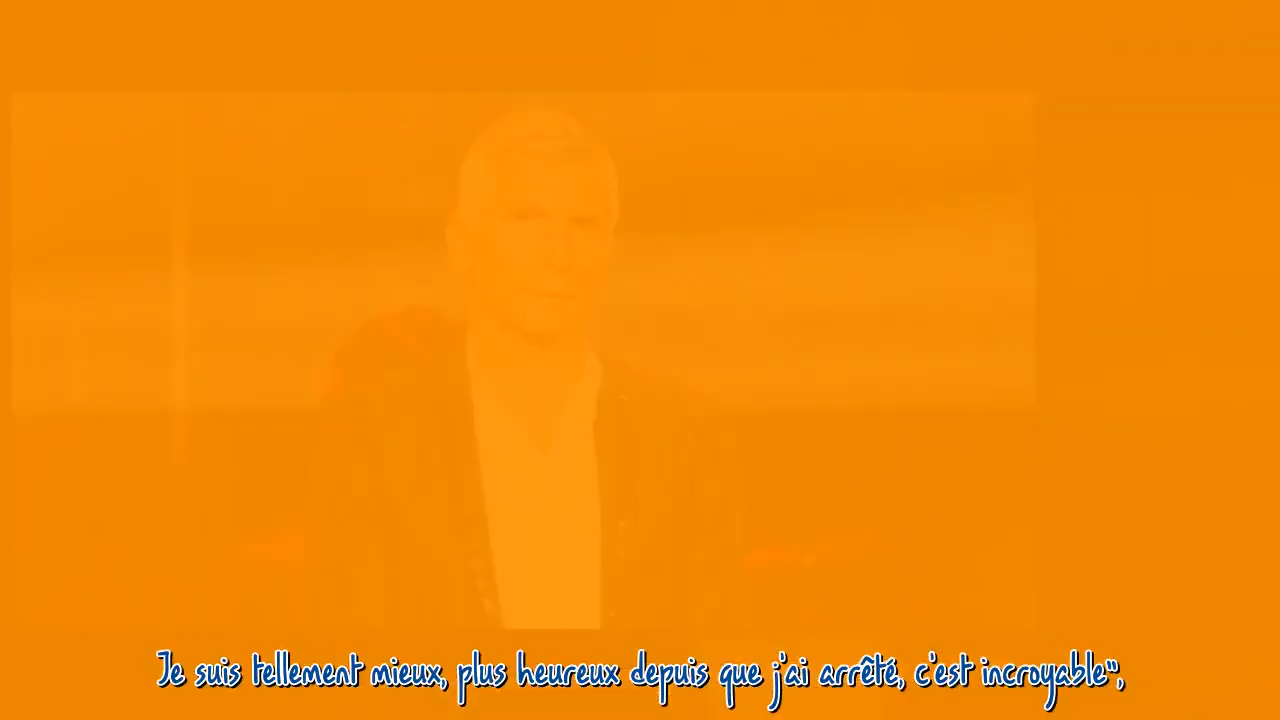 Je suis tellement mieux, plus heureux depuis que j'ai arrêté, c'est incroyable",